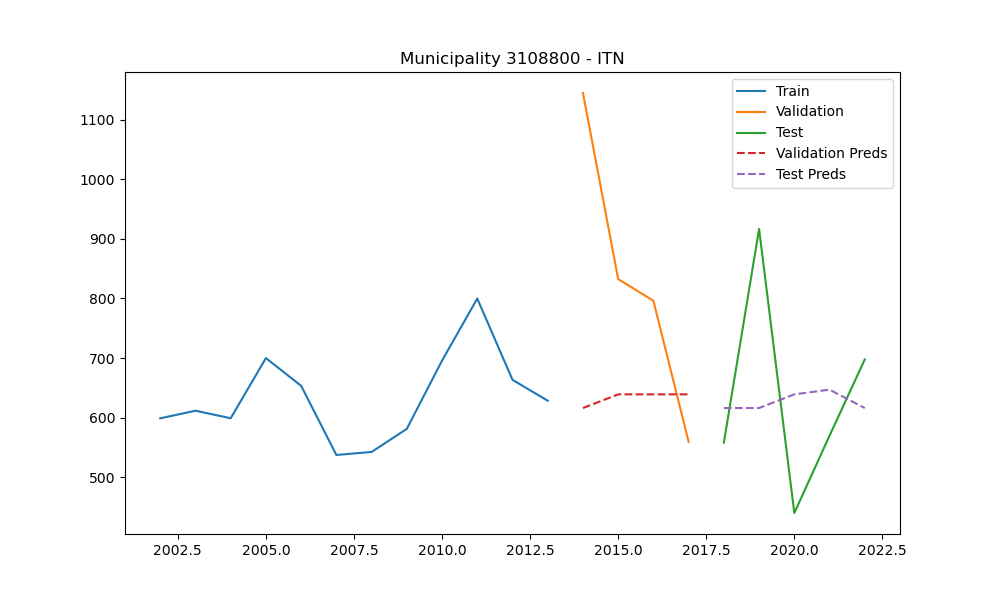 Municipality 3108800 - ITN
Train
Validation
Test
Validation Preds
Test Preds
1100
1000
900
800
700
600
500
2002.5 2005.0 2007.5 2010.0 2012.5 2015.0 2017.5 2020.0 2022.5